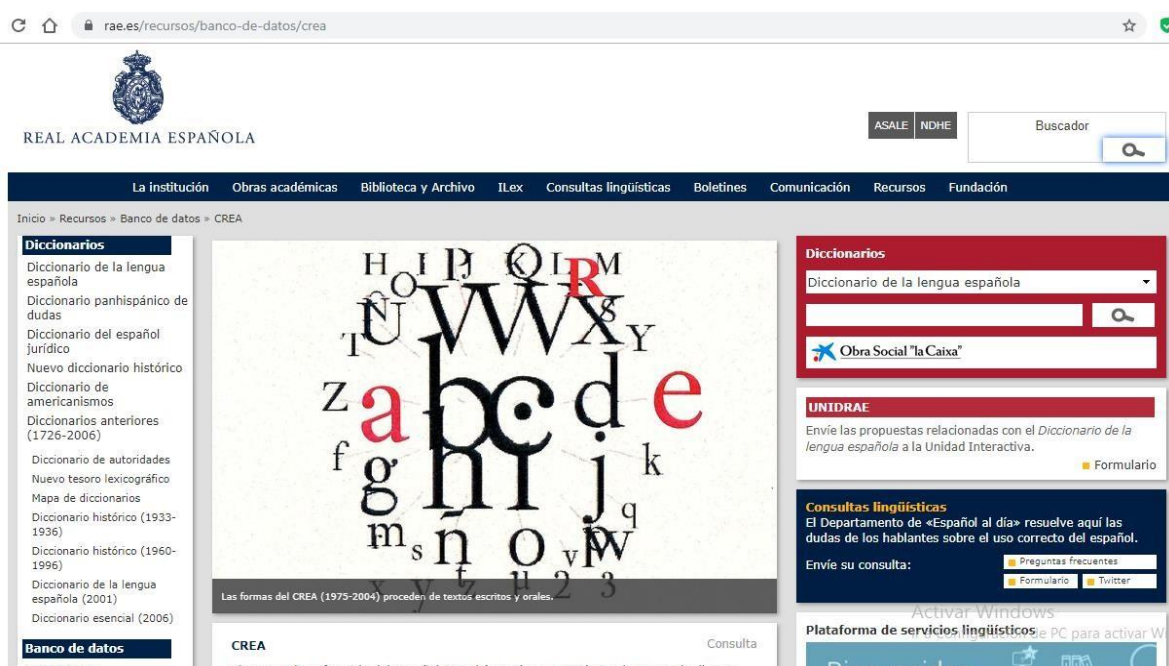 rae.es/recursos/banco-de-datos/crea
REAL ACADEMIA ESPAÑOLA
ASALE NDHE
Buscador
La institución Obras académicas Biblioteca y Archivo ILex Consultas lingüísticas Boletines Comunicación Recursos Fundación
Inicio » Recursos » Banco de datos » CREA
Diccionarios
Diccionario de la lengua
española
Diccionario panhispánico de
dudas
Diccionario del español
jurídico
Nuevo diccionario histórico
Diccionario de
americanismos
Diccionarios anteriores
(1726-2006)
Diccionario de autoridades
Nuevo tesoro lexicográfico
Mapa de diccionarios
Diccionario histórico (1933-
1936)
Diccionario histórico (1960-
1996)
Diccionario de la lengua
española (2001)
Diccionario esencial (2006)
Banco de datos
H O I P J K Q L R M
Ñ U V W X S
T Y
Z a b c d e
f g h i j k
m s ñ o v p w q
x y t z u 2 3
Las formas del CREA (1975-2004) proceden de textos escritos y orales.
CREA
Consulta
Diccionarios
Diccionario de la lengua española
Obra Social "la Caixa"
UNIDRAE
Envíe las propuestas relacionadas con el Diccionario de la
lengua española a la Unidad Interactiva.
Formulario
Consultas lingüísticas
El Departamento de «Español al día» resuelve aquí las
dudas de los hablantes sobre el uso correcto del español.
Envíe su consulta:
Preguntas frecuentes
Formulario Twitter
Activar Windows
Plataforma de servicios lingüísticos
de PC para activar W